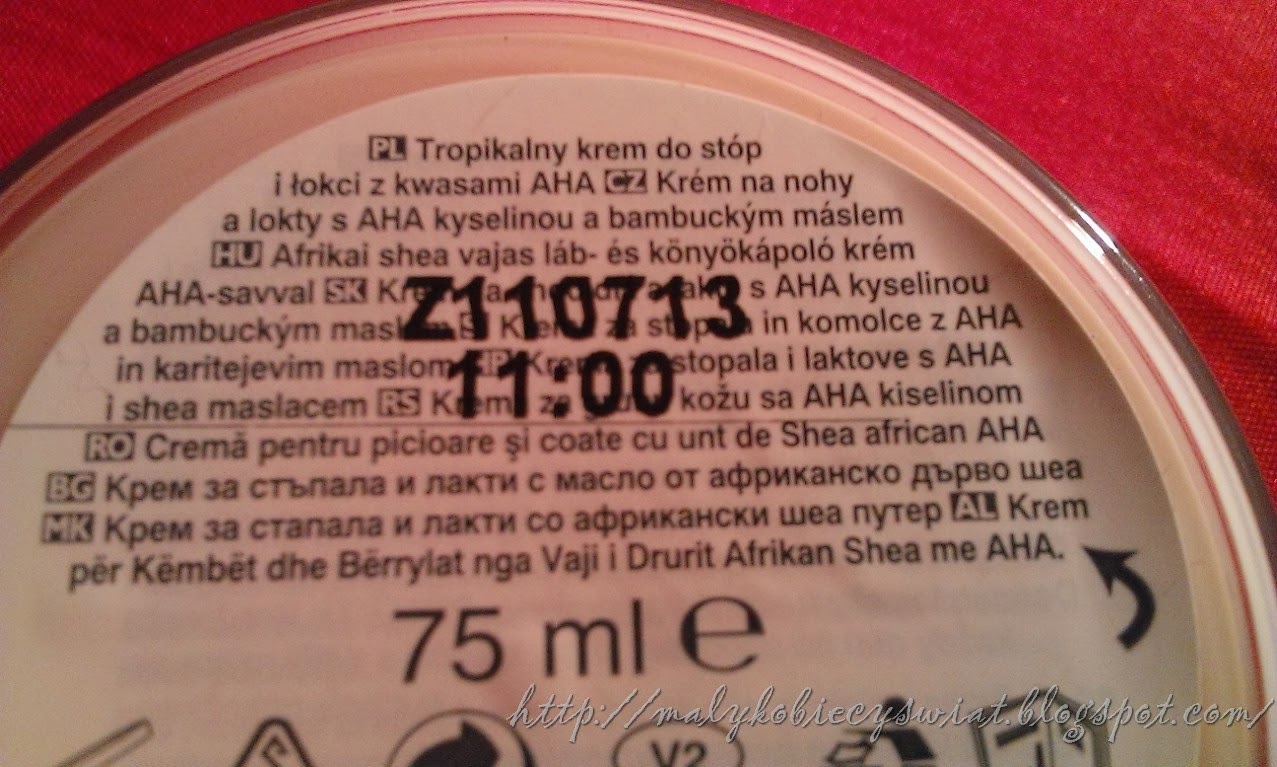 PL Tropikalny krem do stóp
i łokci z kwasami AHA CZ Krém na nohy
a lokty s AHA kyselinou a bambuckým máslem
HU Afrikai shea vajas láb- és könyökápoló krém
AHA-savval SK s AHA kyselinou
Z110713
a bambuckým in komolce z AHA
in karitejevim maslom stopala i laktove s AHA
11:00
i shea maslacem RS kožu sa AHA kiselinom
RO Cremă pentru picioare şi coate cu unt de Shea african AHA
BG Крем за стъпала и лакти с масло от африканско дърво шеа
MK Крем за стапала и лакти со африкански шеа путер AL Krem
për Këmbët dhe Bërrylat nga Vaji i Drurit Afrikan Shea me AHA.
75 ml e
http://malykobiecyswiat.blogspot.com/
V2